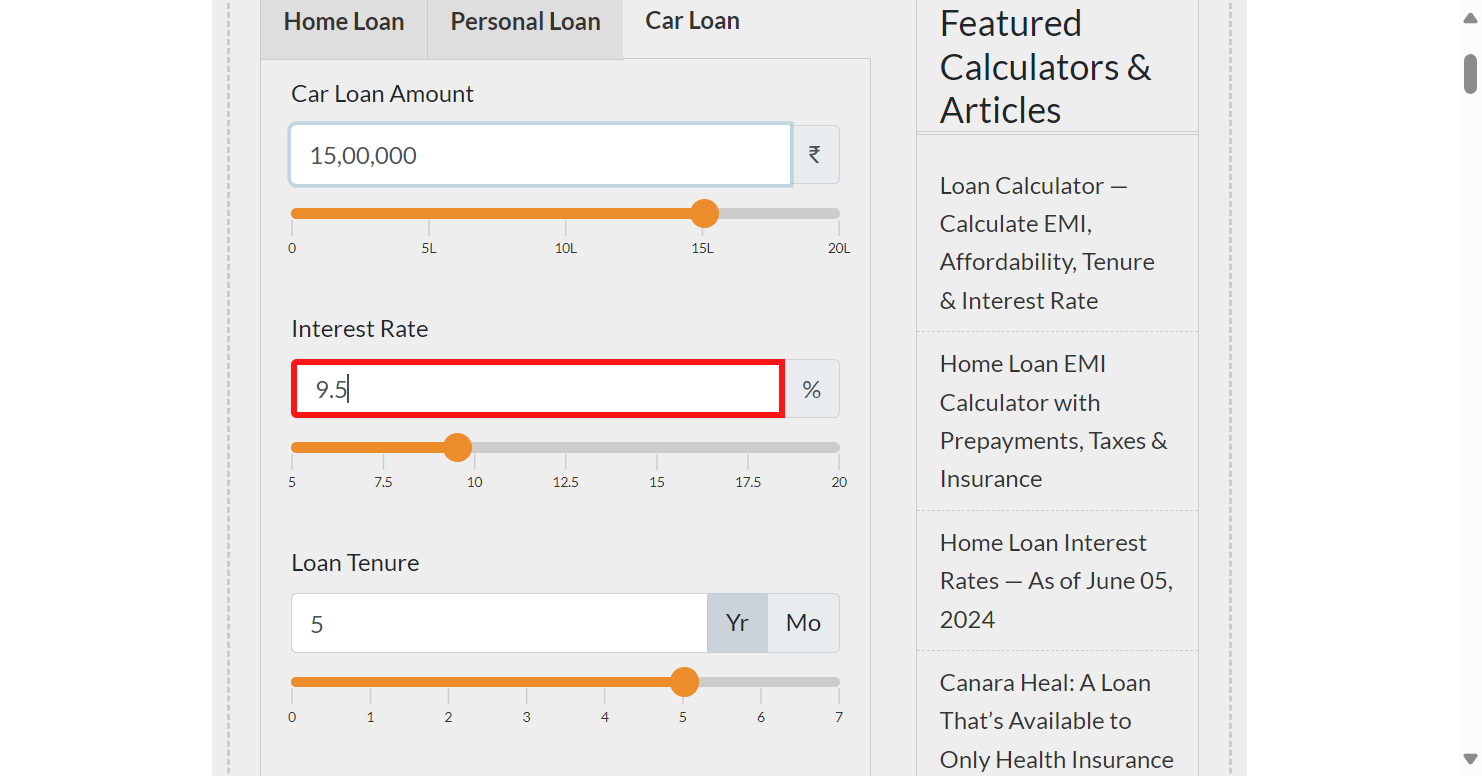 Home Loan
Personal Loan
Car Loan
Car Loan Amount
15,00,000
₹
0
5L
10L
15L
20L
Interest Rate
9.5
%
5
7.5
10
12.5
15
17.5
20
Loan Tenure
5
Yr
Mo
0
1
2
3
4
5
6
7
Featured
Calculators &
Articles
Loan Calculator —
Calculate EMI,
Affordability, Tenure
& Interest Rate
Home Loan EMI
Calculator with
Prepayments, Taxes &
Insurance
Home Loan Interest
Rates — As of June 05,
2024
Canara Heal: A Loan
That’s Available to
Only Health Insurance